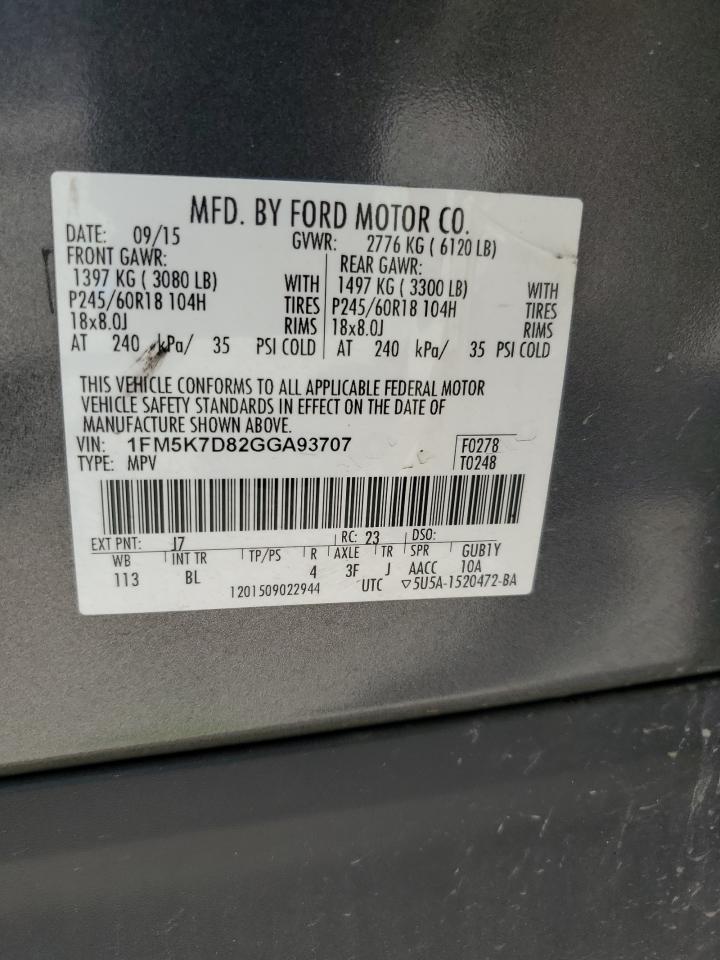 MFD. BY FORD MOTOR CO.
DATE: 09/15 GVWR: 2776 KG ( 6120 LB)
FRONT GAWR: REAR GAWR:
1397 KG ( 3080 LB) WITH 1497 KG ( 3300 LB) WITH
P245/60R18 104H TIRES P245/60R18 104H TIRES
18x8.0J RIMS 18x8.0J RIMS
AT 240 kPa/ 35 PSI COLD AT 240 kPa/ 35 PSI COLD
THIS VEHICLE CONFORMS TO ALL APPLICABLE FEDERAL MOTOR
VEHICLE SAFETY STANDARDS IN EFFECT ON THE DATE OF
MANUFACTURE SHOWN ABOVE.
VIN: 1FM5K7D82GGA93707 F0278
TYPE: MPV T0248
EXT PNT: J7 RC: 23 DSO:
WB INT TR TP/PS R AXLE TR SPR GUB1Y
113 BL 4 3F J AACC 10A
1201509022944 UTC ▽5U5A-1520472-BA